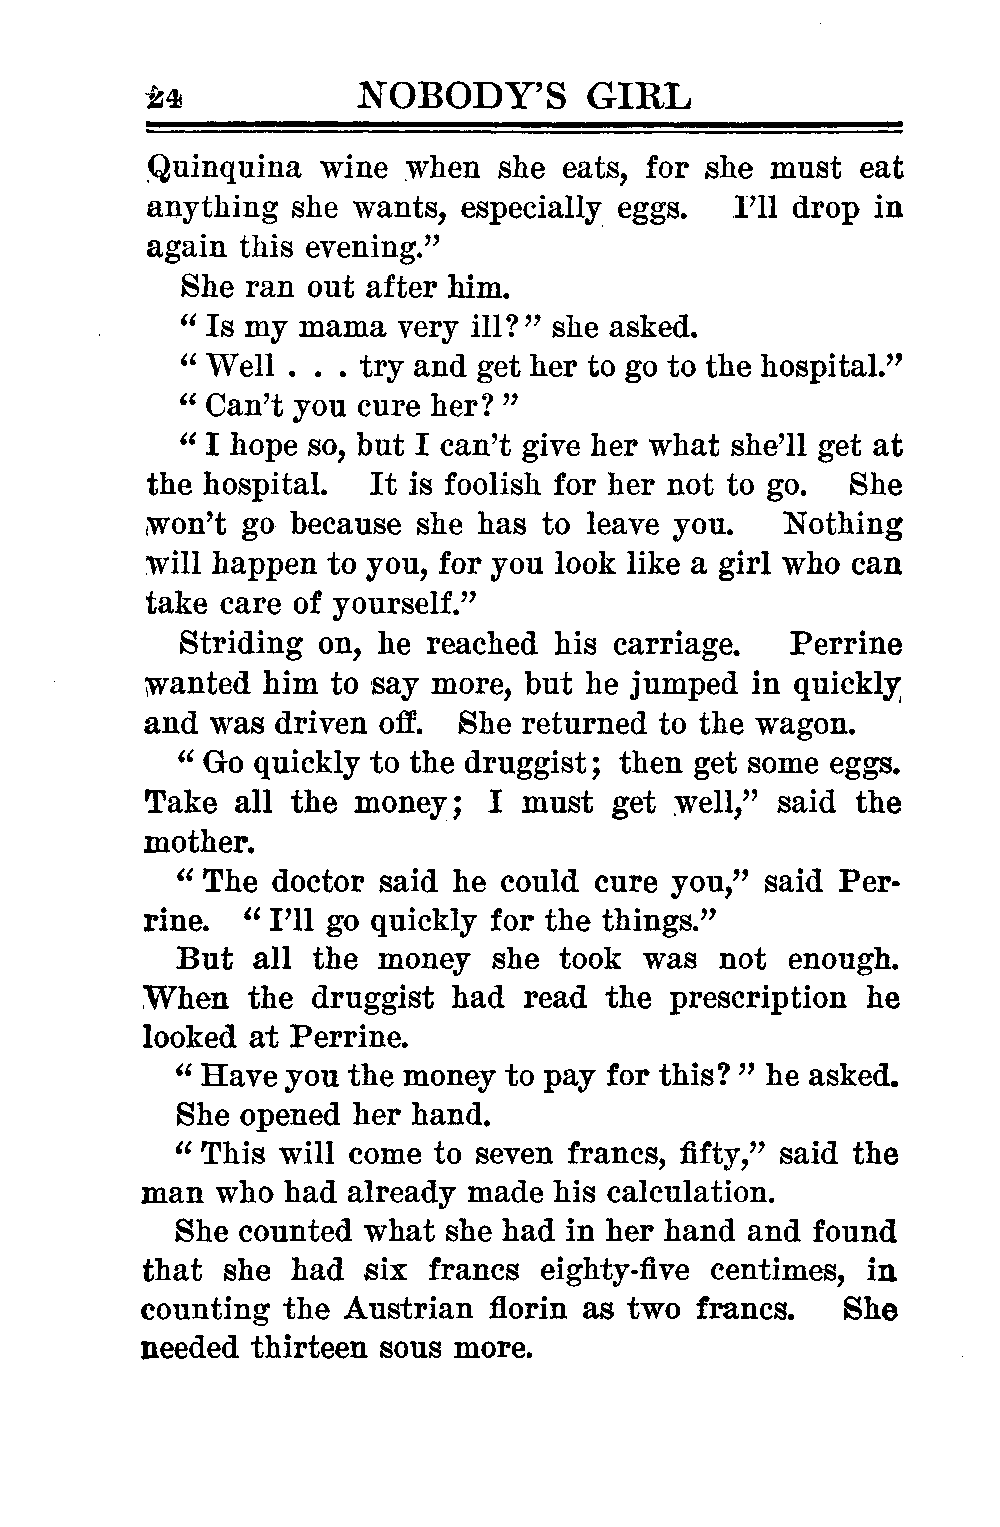 24 NOBODY'S GIRL
Quinquina wine when she eats, for she must eat
anything she wants, especially eggs. I'll drop in
again this evening."
She ran out after him.
"Is my mama very ill?" she asked.
"Well . . . try and get her to go to the hospital."
"Can't you cure her?"
"I hope so, but I can't give her what she'll get at
the hospital. It is foolish for her not to go. She
won't go because she has to leave you. Nothing
will happen to you, for you look like a girl who can
take care of yourself."
Striding on, he reached his carriage. Perrine
wanted him to say more, but he jumped in quickly
and was driven off. She returned to the wagon.
"Go quickly to the druggist; then get some eggs.
Take all the money; I must get well," said the
mother.
"The doctor said he could cure you," said Per-
rine. "I'll go quickly for the things."
But all the money she took was not enough.
When the druggist had read the prescription he
looked at Perrine.
"Have you the money to pay for this?" he asked.
She opened her hand.
"This will come to seven francs, fifty," said the
man who had already made his calculation.
She counted what she had in her hand and found
that she had six francs eighty-five centimes, in
counting the Austrian florin as two francs. She
needed thirteen sous more.